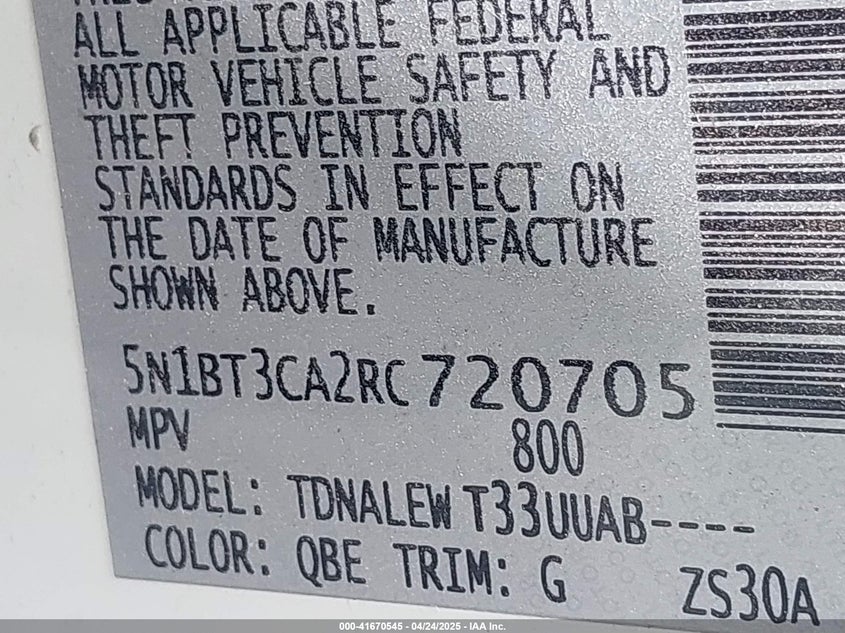 ALL APPLICABLE FEDERAL
MOTOR VEHICLE SAFETY AND
THEFT PREVENTION
STANDARDS IN EFFECT ON
THE DATE OF MANUFACTURE
SHOWN ABOVE.
5N1BT3CA2RC720705
MPV 800
MODEL: TDNALEW T33UUAB----
COLOR: QBE TRIM: G ZS30A
000-41670545 - 04/24/2025 - IAA Inc.